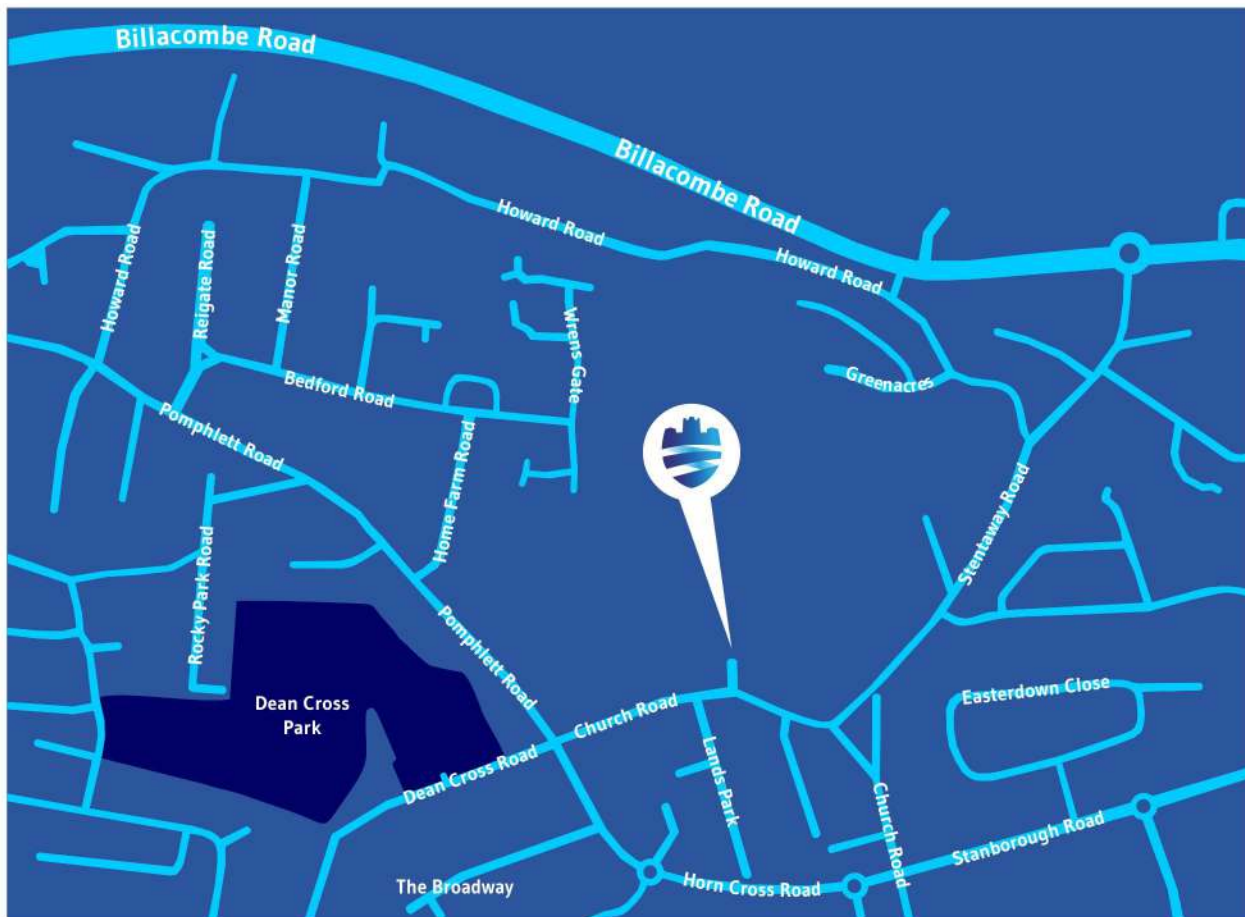 Billacombe Road
Billacombe Road
Howard Road
Howard Road
Howard Road
Reigate Road
Manor Road
Wrens Gate
Bedford Road
Greenacres
Pomphlett Road
Home Farm Road
Stentaway Road
Rocky Park Road
Pomphlett Road
Dean Cross
Park
Church Road
Easterdown Close
Lands Park
Dean Cross Road
Church Road
Stanborough Road
The Broadway
Horn Cross Road